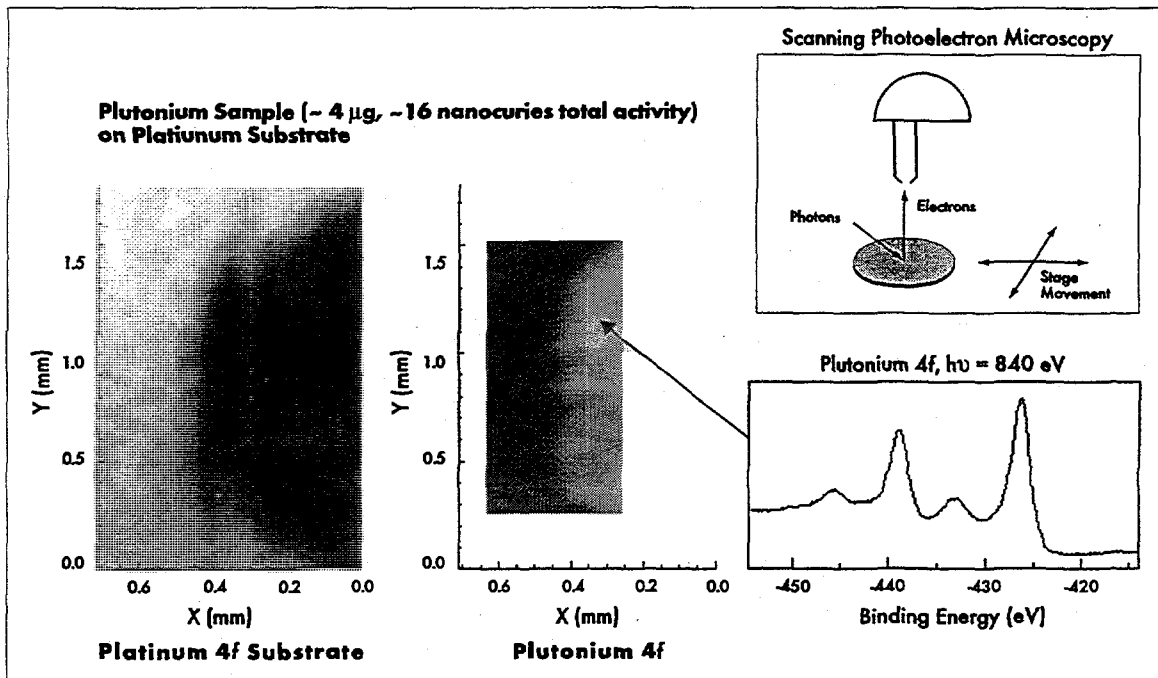 Scanning Photoelectron Microscopy
Electrons
Photons
Stage
Movement
Plutonium Sample (~ 4 µg, ~16 nanocuries total activity)
on Platiunum Substrate
Y (mm)
1.5
1.0
0.5
0.0
0.6
0.4
0.2
0.0
X (mm)
Platinum 4f Substrate
Y (mm)
1.5
1.0
0.5
0.0
0.6
0.4
0.2
0.0
X (mm)
Plutonium 4f
Plutonium 4f, hυ = 840 eV
-450
-440
-430
-420
Binding Energy (eV)